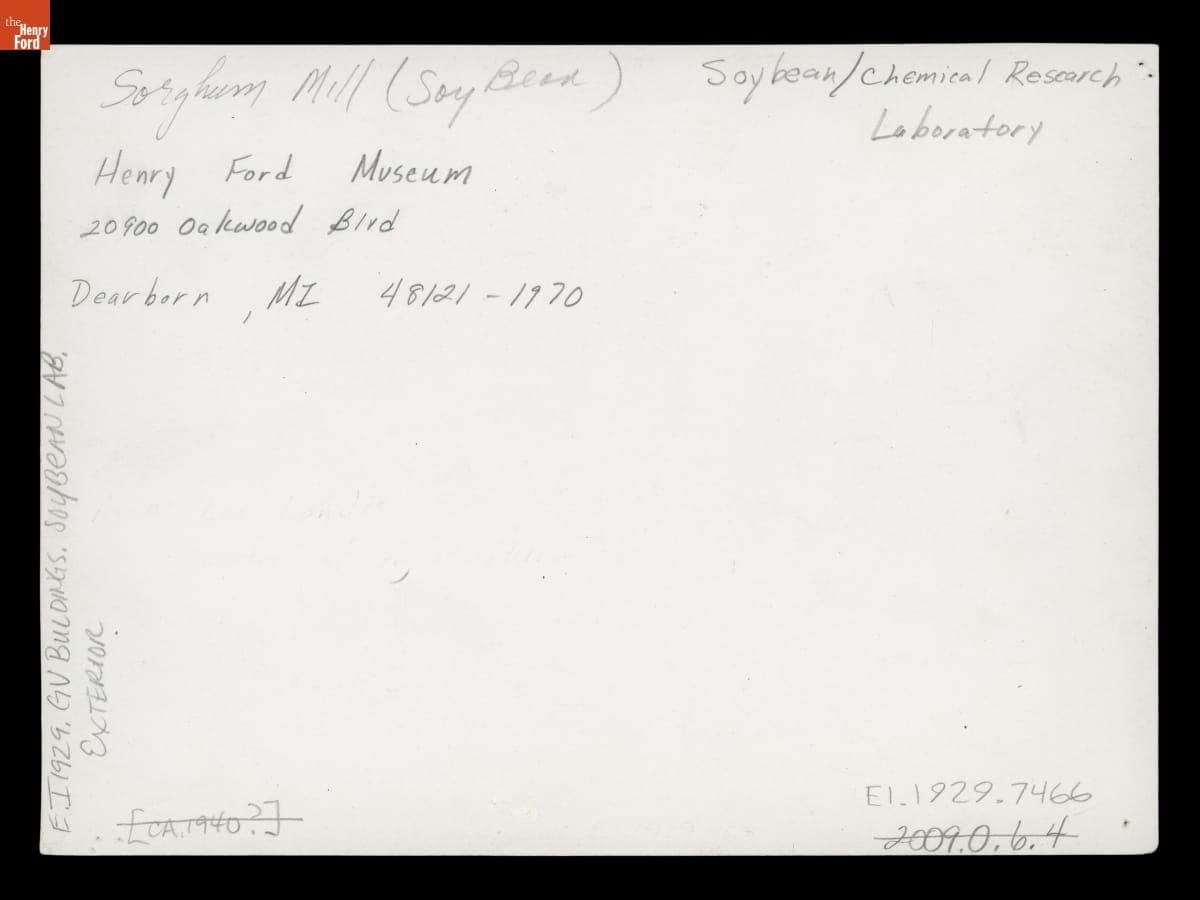 the
Henry
Ford
Sorghum Mill (Soy Bean)
Soybean/Chemical Research
Laboratory
Henry Ford Museum
20900 Oakwood Blvd
Dearborn, MI 48121-1970
E.I 1929. GV BUILDINGS. SOYBEAN LAB.
EXTERIOR
[CA. 1940?]
EI.1929.7466
2009.0.6.4